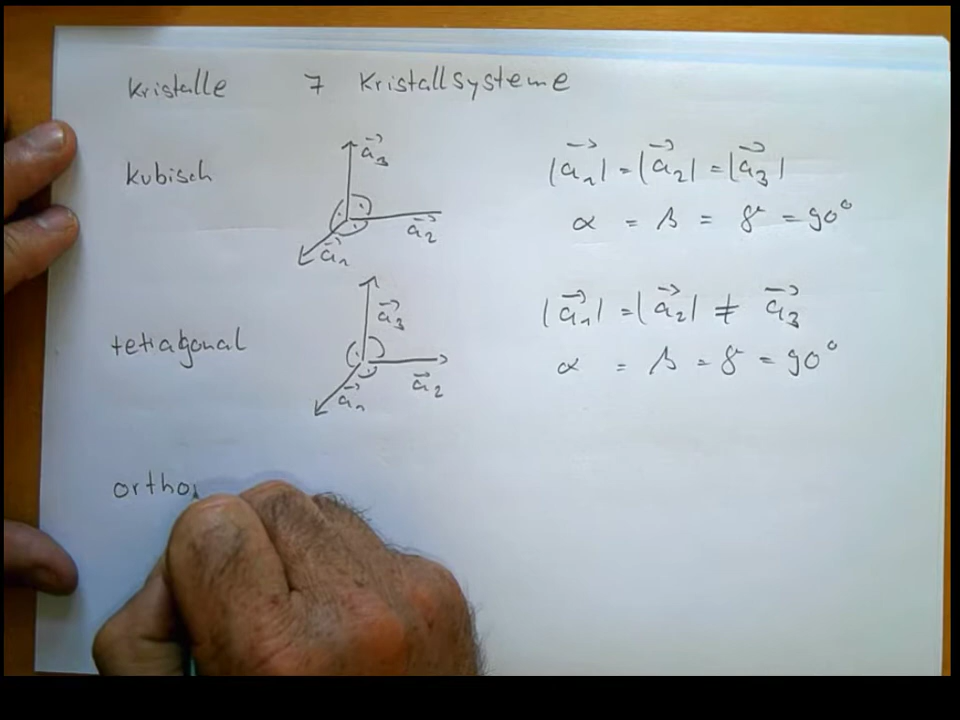 Kristalle 7 Kristallsysteme
kubisch
a⃗₃
a⃗₂
a⃗₁
|a⃗₁| = |a⃗₂| = |a⃗₃|
α = β = γ = 90°
tetragonal
a⃗₃
a⃗₂
a⃗₁
|a⃗₁| = |a⃗₂| ≠ a⃗₃
α = β = γ = 90°
ortho